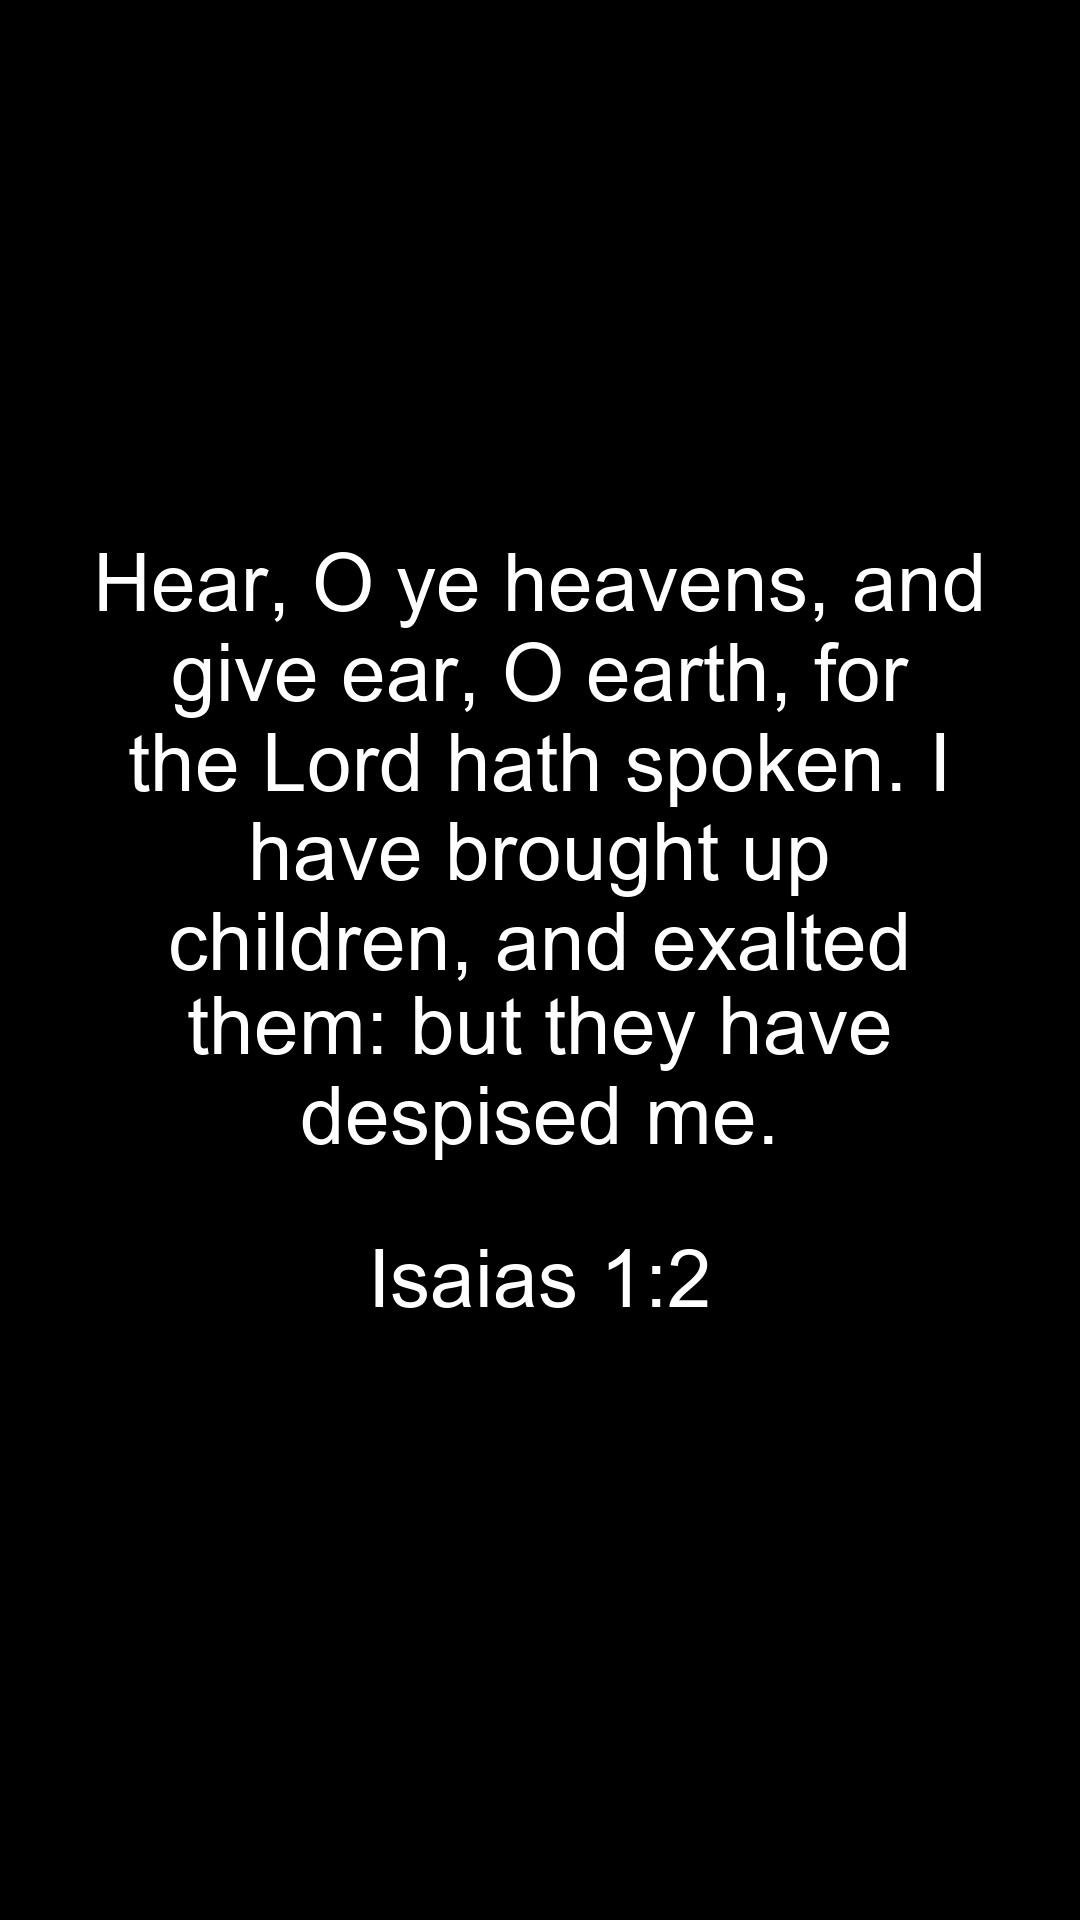 Hear, O ye heavens, and
give ear, O earth, for
the Lord hath spoken. I
have brought up
children, and exalted
them: but they have
despised me.
Isaias 1:2